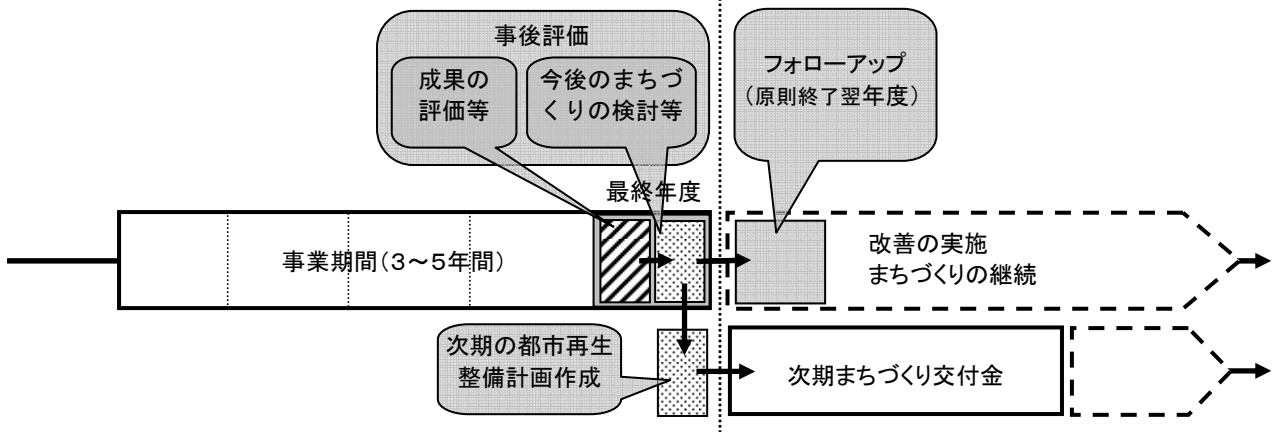 事後評価
成果の
評価等
今後のまちづ
くりの検討等
フォローアップ
(原則終了翌年度)
最終年度
事業期間(3～5年間)
改善の実施
まちづくりの継続
次期の都市再生
整備計画作成
次期まちづくり交付金